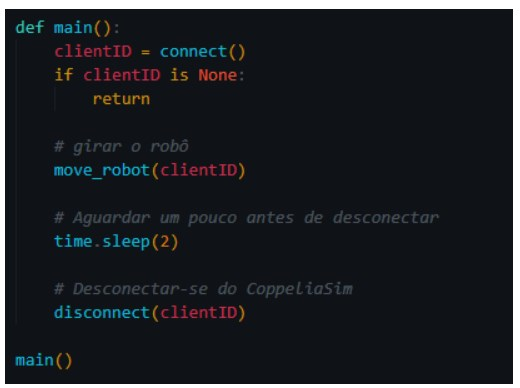 def main():
    clientID = connect()
    if clientID is None:
        return
    # girar o robô
    move_robot(clientID)
    # Aguardar um pouco antes de desconectar
    time.sleep(2)
    # Desconectar-se do CoppeliaSim
    disconnect(clientID)
main()